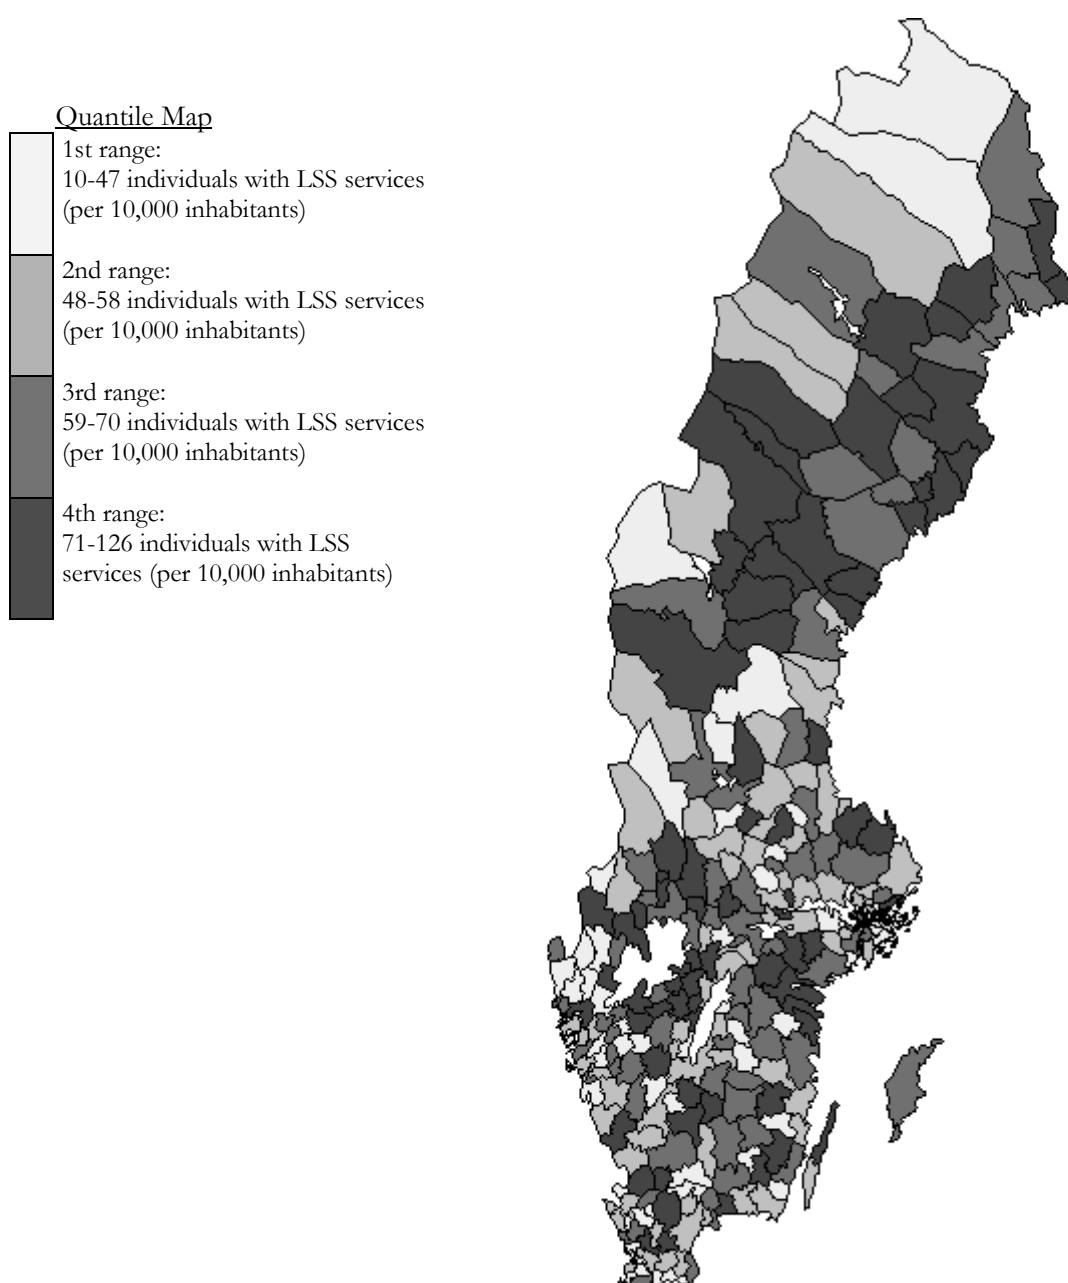 Quantile Map
1st range:
10-47 individuals with LSS services
(per 10,000 inhabitants)
2nd range:
48-58 individuals with LSS services
(per 10,000 inhabitants)
3rd range:
59-70 individuals with LSS services
(per 10,000 inhabitants)
4th range:
71-126 individuals with LSS
services (per 10,000 inhabitants)